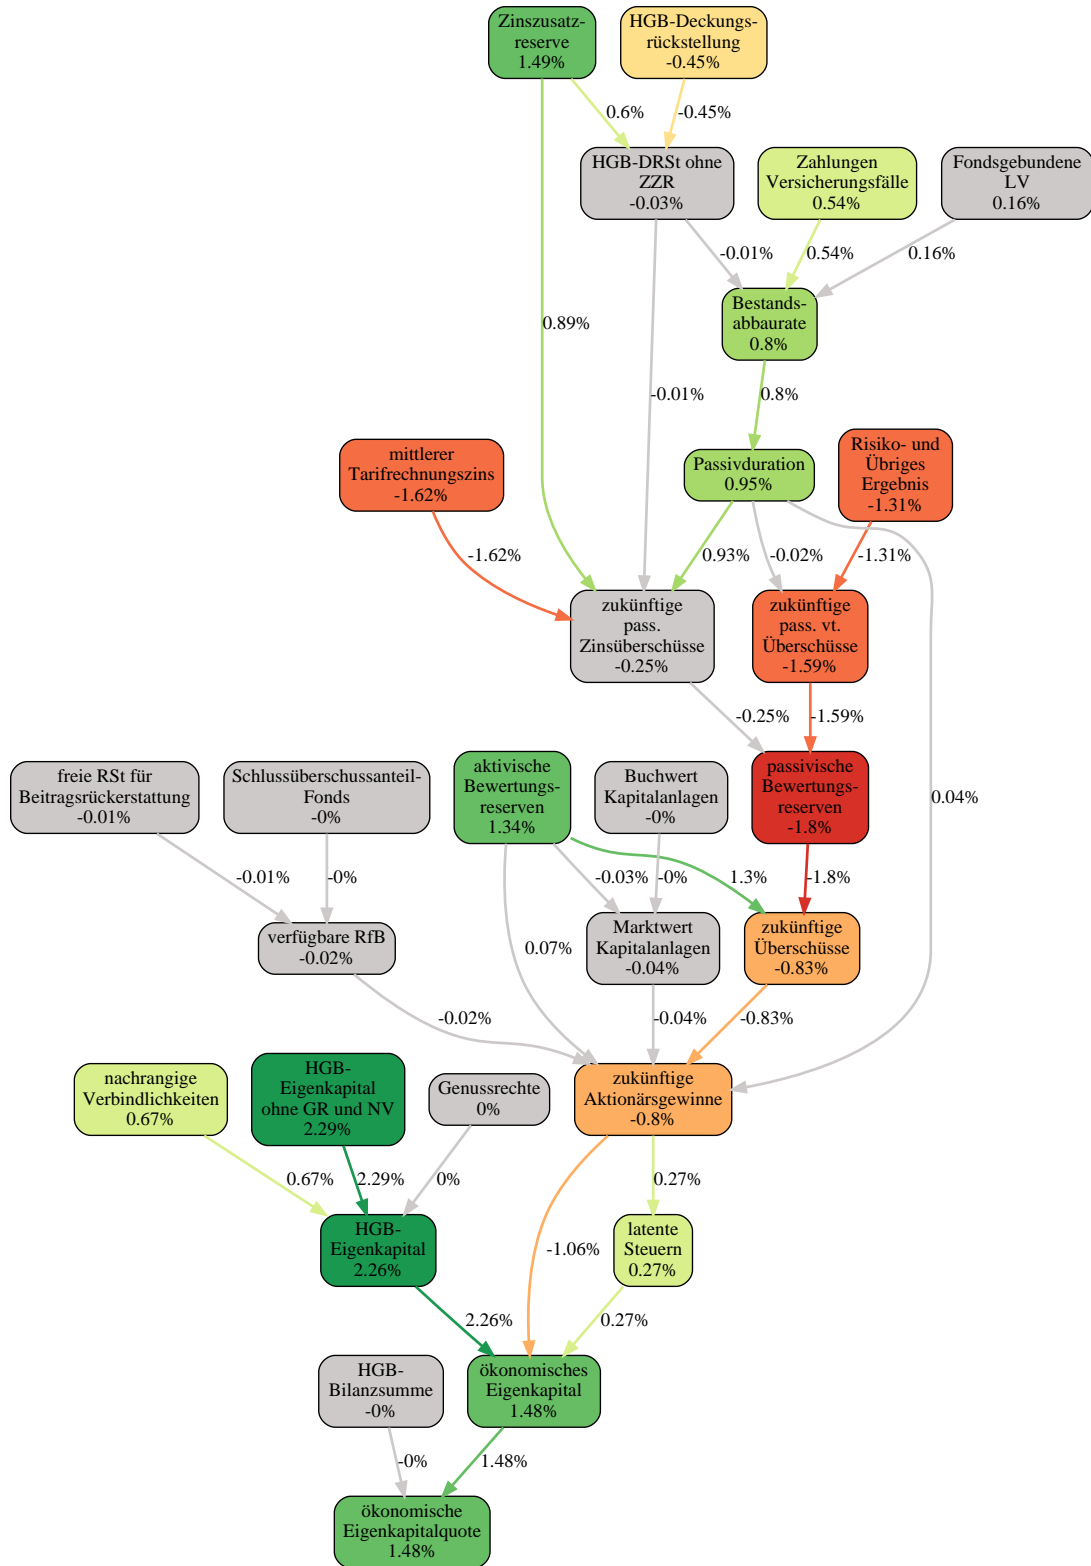 Zinszusatz-
reserve
1.49%
HGB-Deckungs-
rückstellung
-0.45%
0.6%
-0.45%
HGB-DRSt ohne
ZZR
-0.03%
Zahlungen
Versicherungsfälle
0.54%
Fondsgebundene
LV
0.16%
-0.01%
0.54%
0.16%
Bestands-
abbaurate
0.8%
0.89%
-0.01%
0.8%
mittlerer
Tarifrechnungszins
-1.62%
Passivduration
0.95%
Risiko- und
Übriges
Ergebnis
-1.31%
-1.62%
0.93%
-0.02%
-1.31%
zukünftige
pass.
Zinsüberschüsse
-0.25%
zukünftige
pass. vt.
Überschüsse
-1.59%
-0.25%
-1.59%
freie RSt für
Beitragsrückerstattung
-0.01%
Schlussüberschussanteil-
Fonds
-0%
aktivische
Bewertungs-
reserven
1.34%
Buchwert
Kapitalanlagen
-0%
passivische
Bewertungs-
reserven
-1.8%
0.04%
-0.01%
-0%
-0.03%
-0%
1.3%
-1.8%
verfügbare RfB
-0.02%
0.07%
Marktwert
Kapitalanlagen
-0.04%
zukünftige
Überschüsse
-0.83%
-0.02%
-0.04%
-0.83%
nachrangige
Verbindlichkeiten
0.67%
HGB-
Eigenkapital
ohne GR und NV
2.29%
Genussrechte
0%
zukünftige
Aktionärsgewinne
-0.8%
0.67%
2.29%
0%
0.27%
HGB-
Eigenkapital
2.26%
-1.06%
latente
Steuern
0.27%
2.26%
0.27%
HGB-
Bilanzsumme
-0%
ökonomisches
Eigenkapital
1.48%
-0%
1.48%
ökonomische
Eigenkapitalquote
1.48%